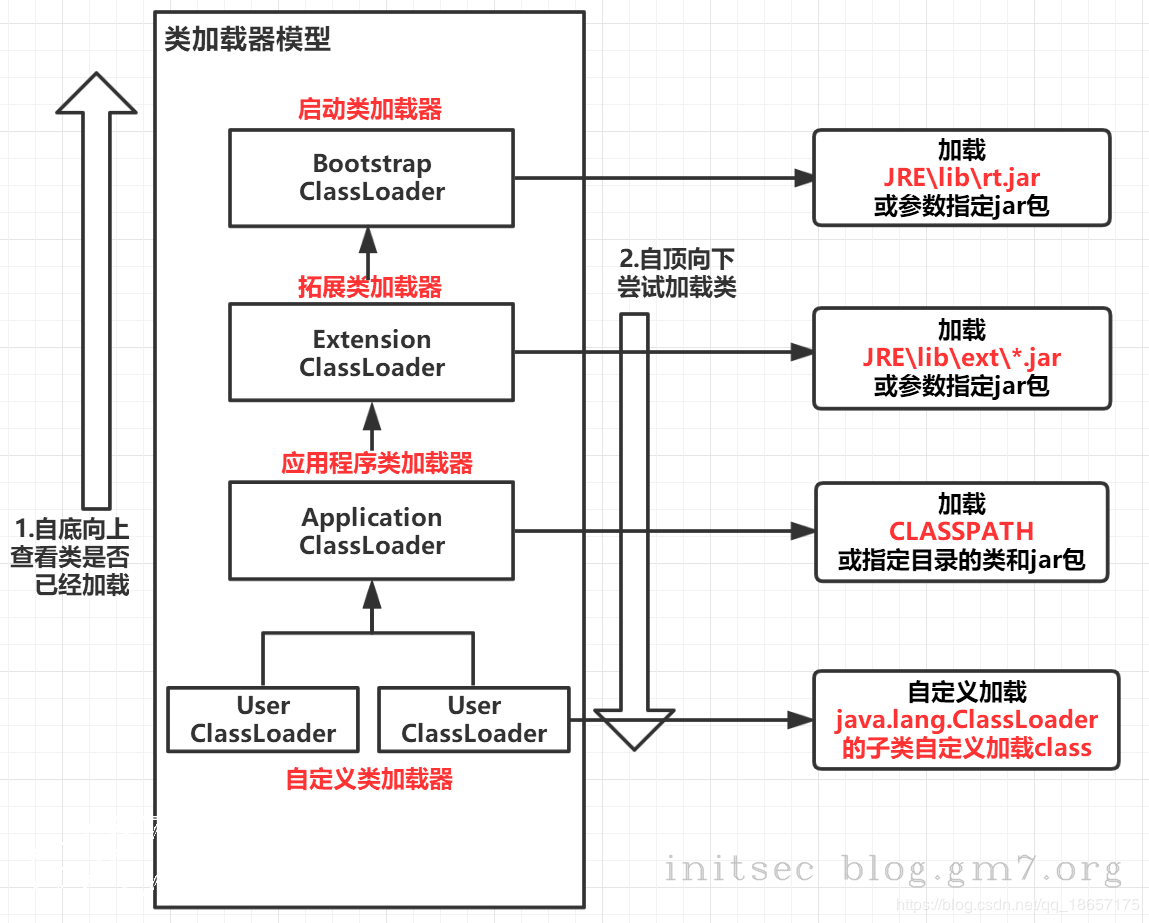 类加载器模型
启动类加载器
Bootstrap
ClassLoader
加载
JRE\lib\rt.jar
或参数指定jar包
拓展类加载器
Extension
ClassLoader
2.自顶向下
尝试加载类
加载
JRE\lib\ext\*.jar
或参数指定jar包
应用程序类加载器
Application
ClassLoader
加载
CLASSPATH
或指定目录的类和jar包
1.自底向上
查看类是否
已经加载
User
ClassLoader
User
ClassLoader
自定义类加载器
自定义加载
java.lang.ClassLoader
的子类自定义加载class
initsec blog.gm7.org
https://blog.csdn.net/qq_18657175